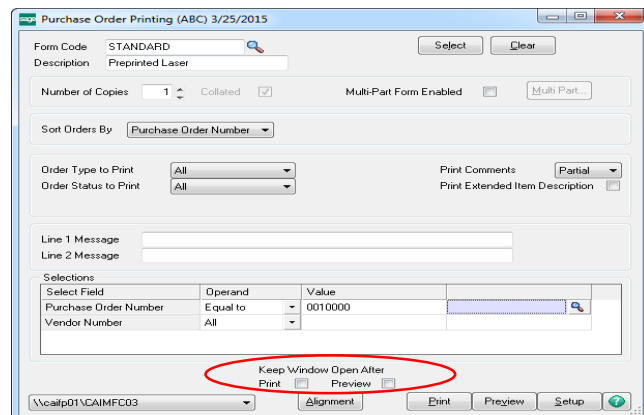 sage Purchase Order Printing (ABC) 3/25/2015
Form Code STANDARD Select Clear
Description Preprinted Laser
Number of Copies 1 Collated Multi-Part Form Enabled Multi Part...
Sort Orders By Purchase Order Number
Order Type to Print All Print Comments Partial
Order Status to Print All Print Extended Item Description
Line 1 Message
Line 2 Message
Selections
Select Field Operand Value
Purchase Order Number Equal to 0010000
Vendor Number All
Keep Window Open After
Print Preview
\\caifp01\CAIMFC03 Alignment Print Preview Setup